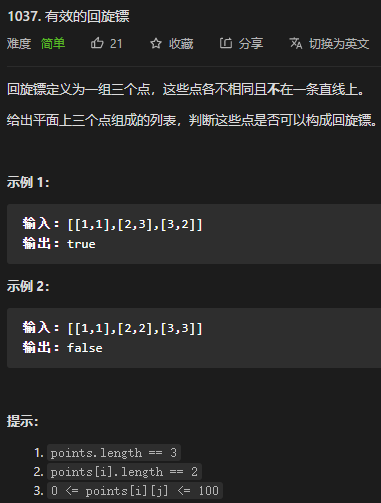 1037. 有效的回旋镖
难度 简单 21 收藏 分享 切换为英文
回旋镖定义为一组三个点，这些点各不相同且不在一条直线上。
给出平面上三个点组成的列表，判断这些点是否可以构成回旋镖。
示例 1：
输入：[[1,1],[2,3],[3,2]]
输出：true
示例 2：
输入：[[1,1],[2,2],[3,3]]
输出：false
提示：
1. points.length == 3
2. points[i].length == 2
3. 0 <= points[i][j] <= 100